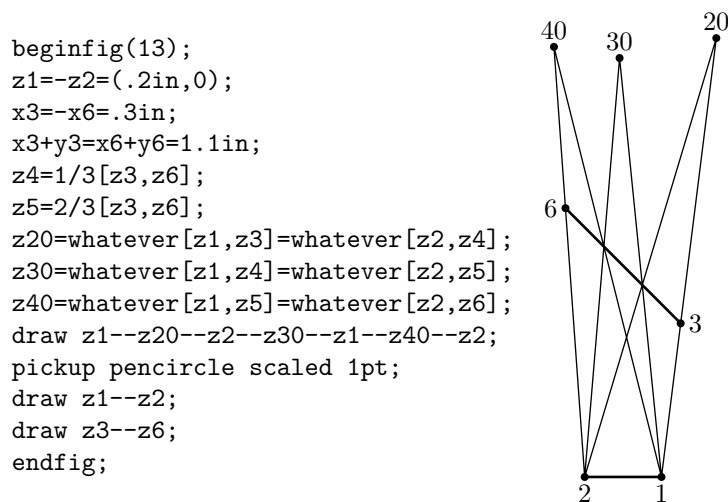 beginfig(13);
z1=-z2=(.2in,0);
x3=-x6=.3in;
x3+y3=x6+y6=1.1in;
z4=1/3[z3,z6];
z5=2/3[z3,z6];
z20=whatever[z1,z3]=whatever[z2,z4];
z30=whatever[z1,z4]=whatever[z2,z5];
z40=whatever[z1,z5]=whatever[z2,z6];
draw z1--z20--z2--z30--z1--z40--z2;
pickup pencircle scaled 1pt;
draw z1--z2;
draw z3--z6;
endfig;
40 30 20
6
3
2 1